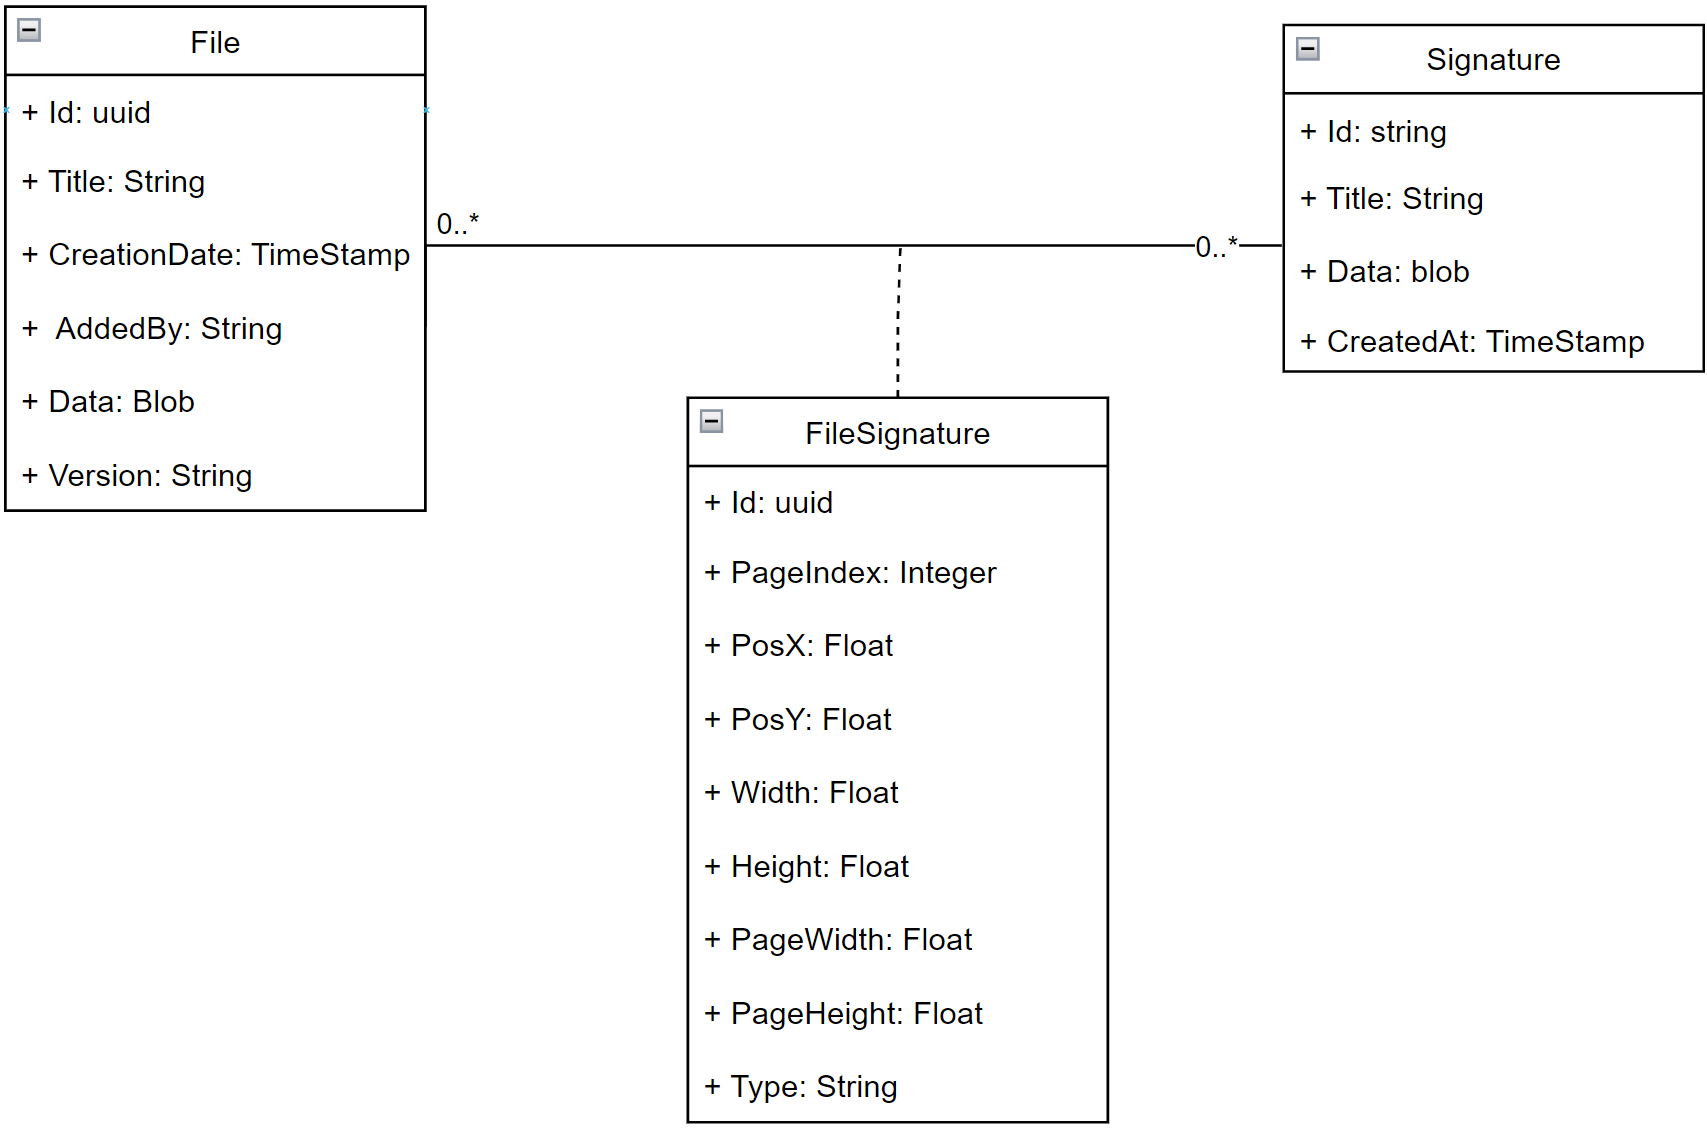 File
+ Id: uuid
+ Title: String
+ CreationDate: TimeStamp
+ AddedBy: String
+ Data: Blob
+ Version: String
0..*
0..*
Signature
+ Id: string
+ Title: String
+ Data: blob
+ CreatedAt: TimeStamp
FileSignature
+ Id: uuid
+ PageIndex: Integer
+ PosX: Float
+ PosY: Float
+ Width: Float
+ Height: Float
+ PageWidth: Float
+ PageHeight: Float
+ Type: String